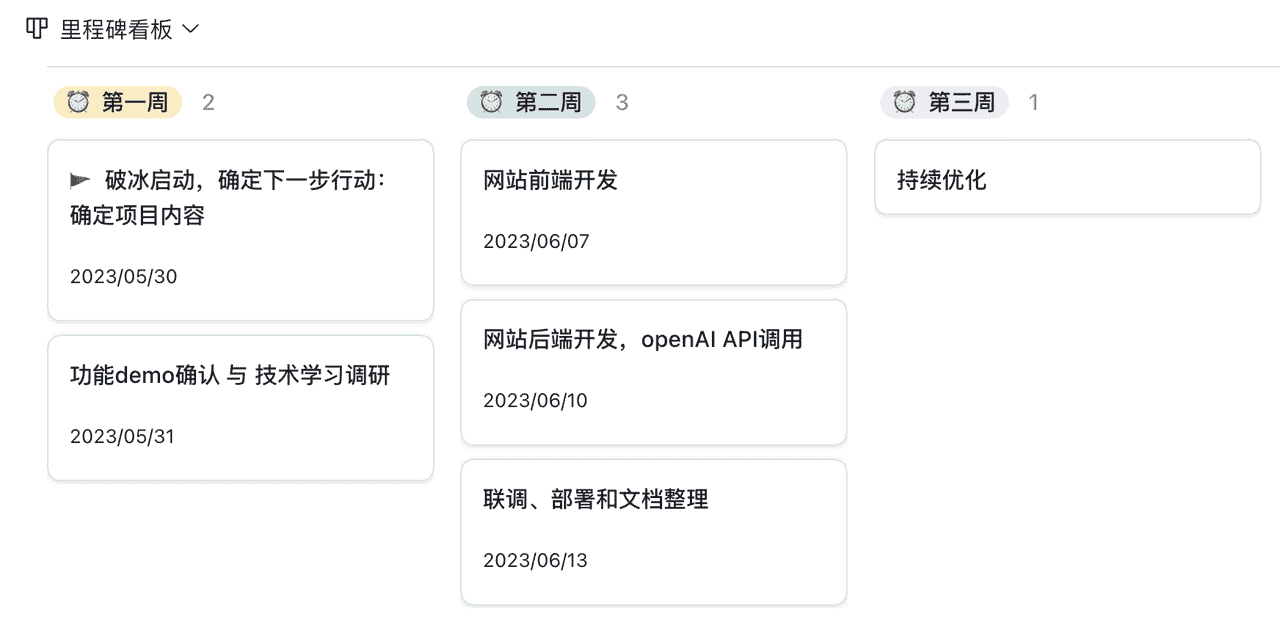 里程碑看板
第一周 2
破冰启动，确定下一步行动：
确定项目内容
2023/05/30
功能demo确认 与 技术学习调研
2023/05/31
第二周 3
网站前端开发
2023/06/07
网站后端开发，openAI API调用
2023/06/10
联调、部署和文档整理
2023/06/13
第三周 1
持续优化